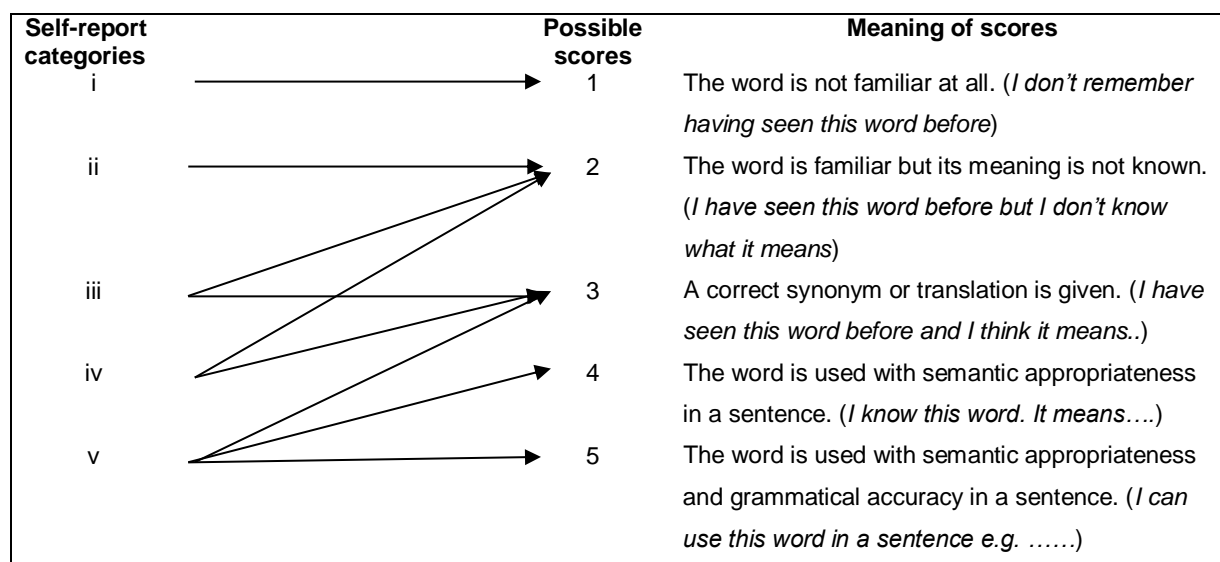 Self-report categories Possible scores Meaning of scores
i 1 The word is not familiar at all. (I don’t remember
having seen this word before)
ii 2 The word is familiar but its meaning is not known.
(I have seen this word before but I don’t know
what it means)
iii 3 A correct synonym or translation is given. (I have
seen this word before and I think it means..)
iv 4 The word is used with semantic appropriateness
in a sentence. (I know this word. It means….)
v 5 The word is used with semantic appropriateness
and grammatical accuracy in a sentence. (I can
use this word in a sentence e.g. ……)